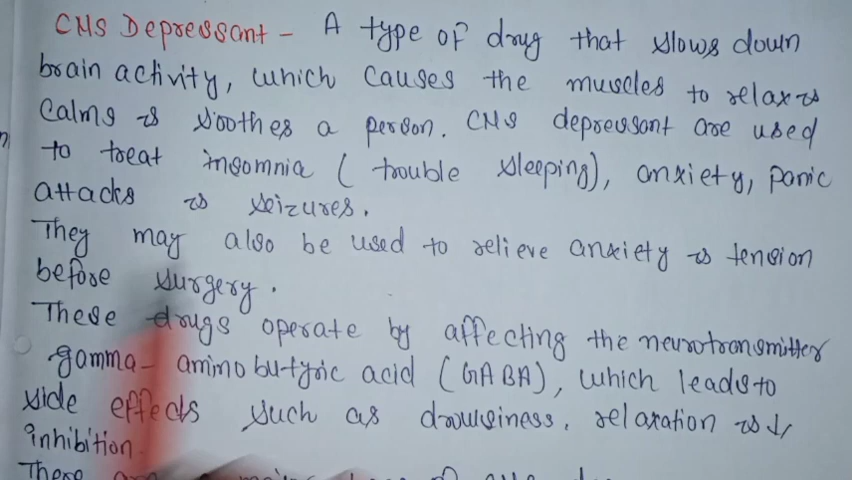 CNS Depressant - A type of drug that slows down
brain activity, which causes the muscles to relax &
calms & soothes a person. CNS depressant are used
to treat insomnia ( trouble sleeping), anxiety, panic
attacks & seizures.
They may also be used to relieve anxiety & tension
before surgery.
These drugs operate by affecting the neurotransmitter
gamma- amino butyric acid (GABA), which leads to
side effects such as drowsiness, relaxation & ↓
inhibition.
There